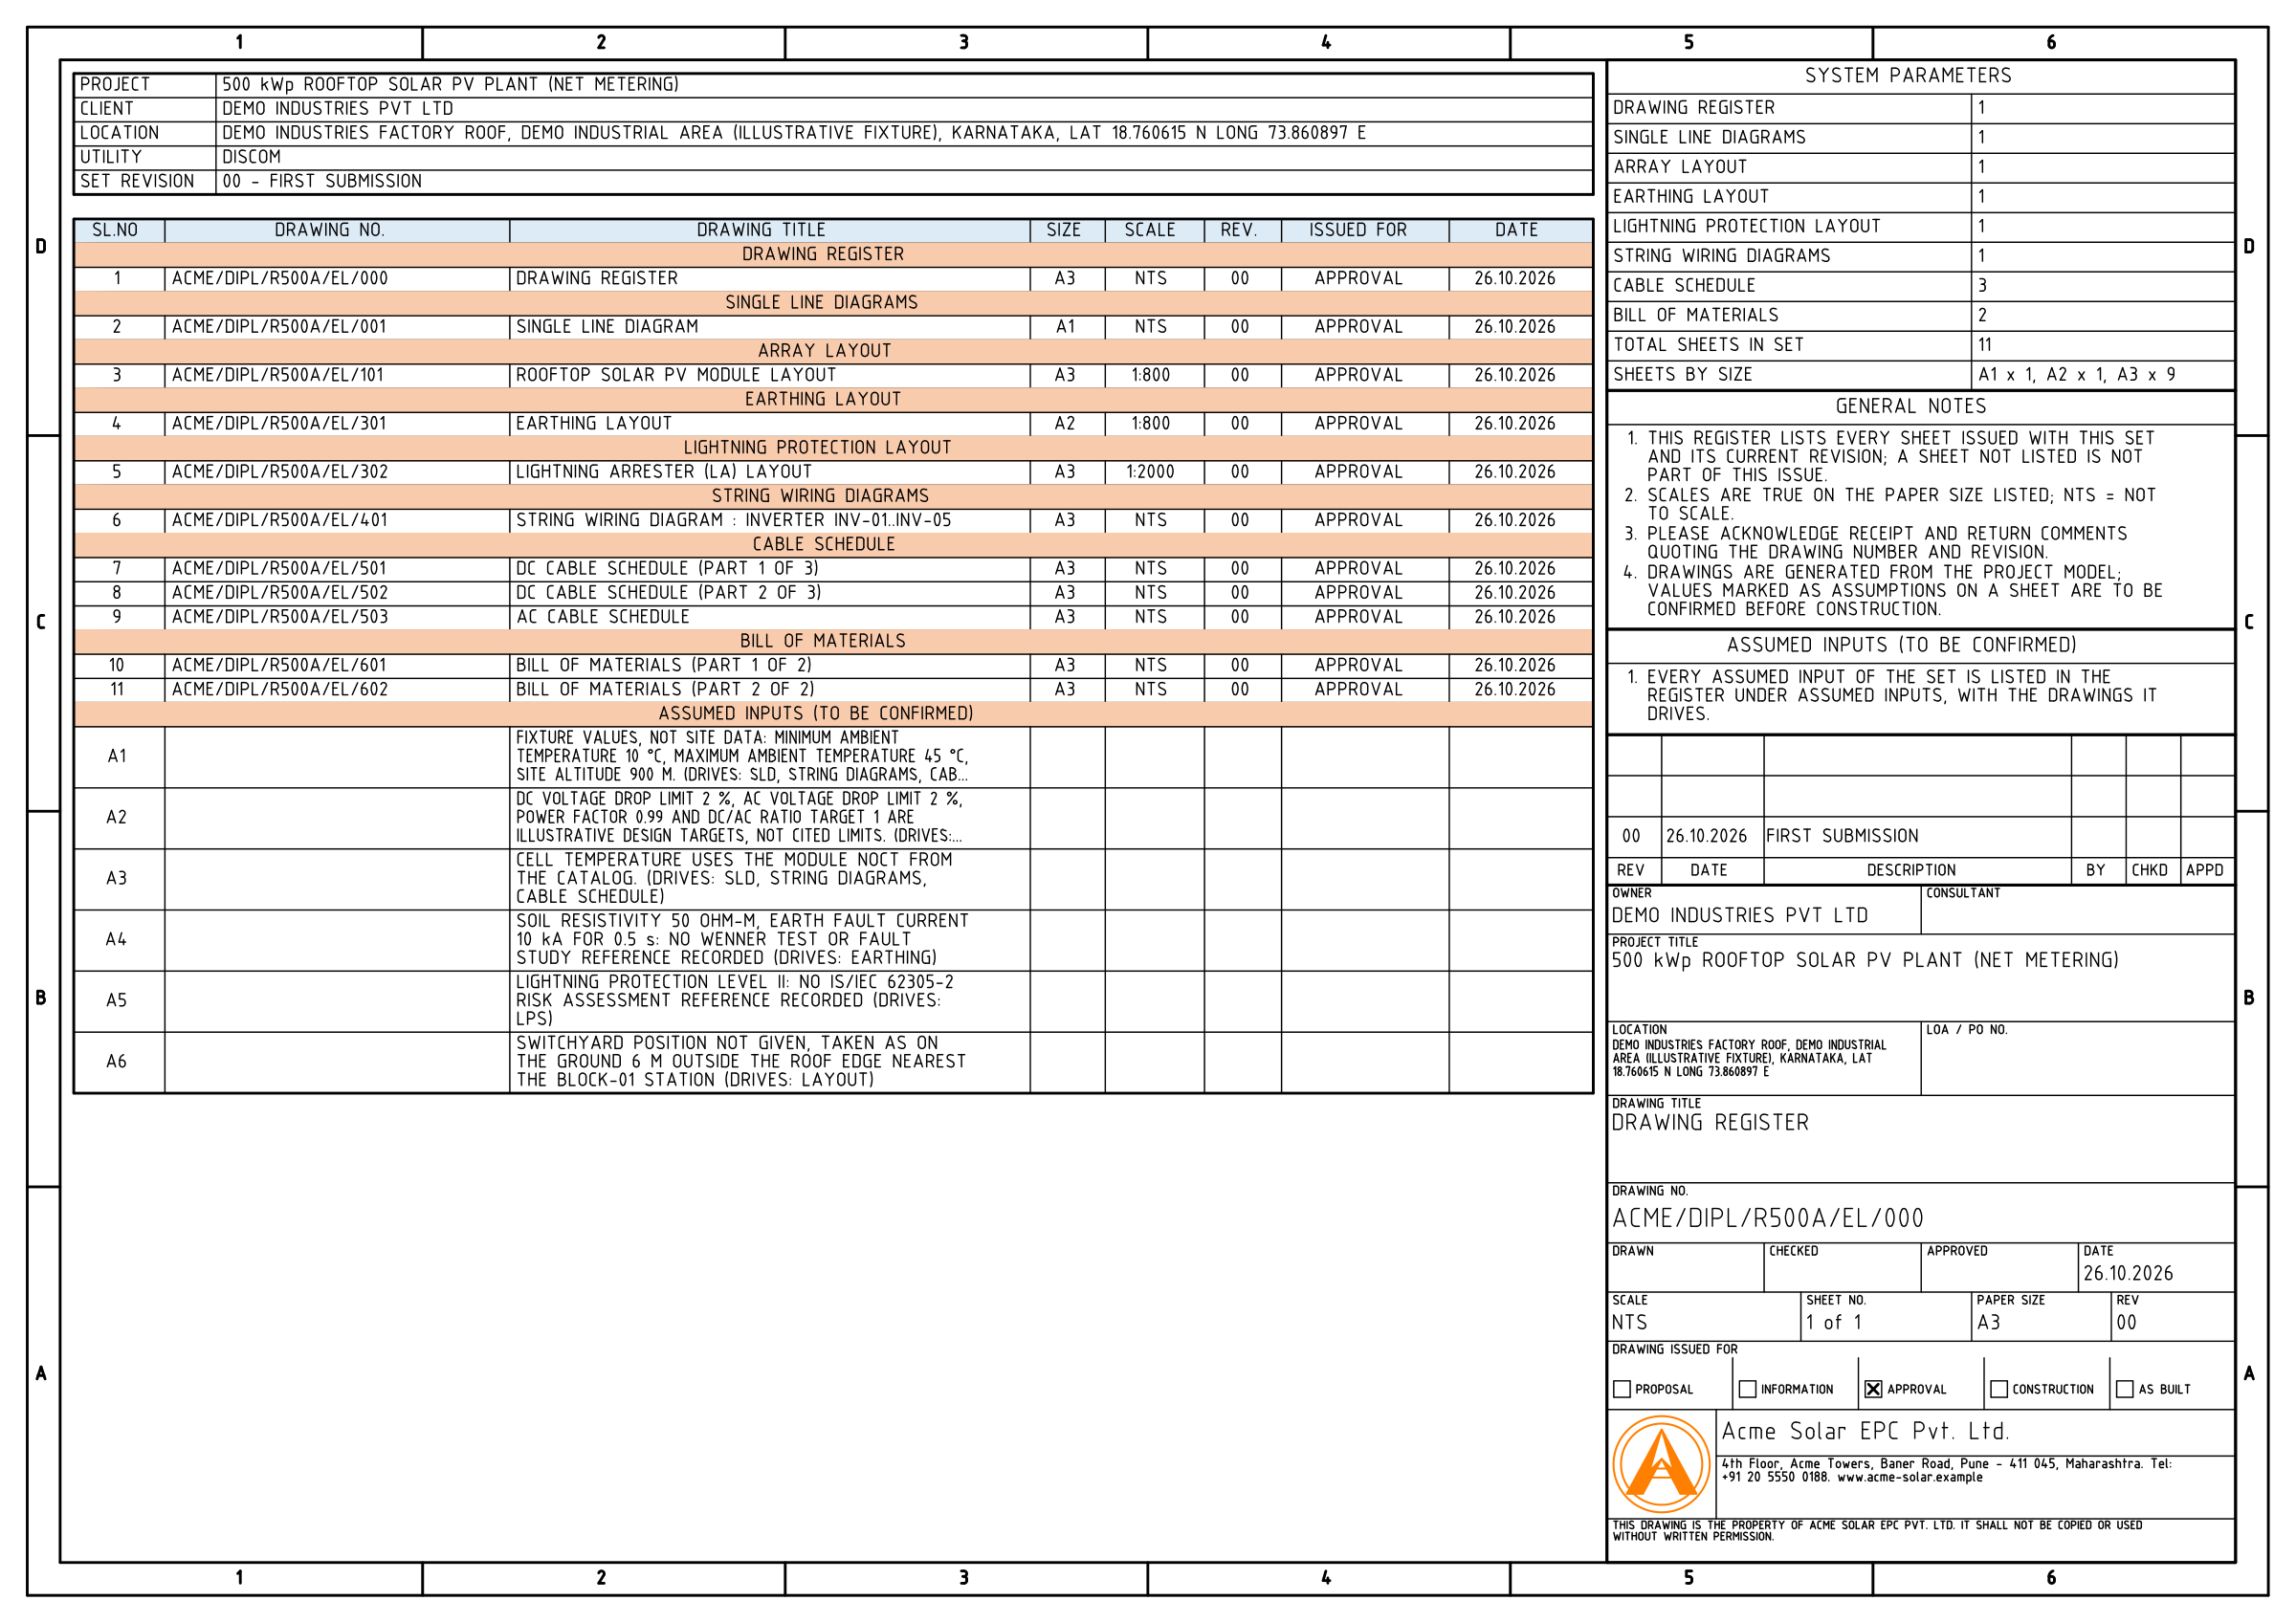 1 2 3 4 5 6
PROJECT 500 kWp ROOFTOP SOLAR PV PLANT (NET METERING)
CLIENT DEMO INDUSTRIES PVT LTD
LOCATION DEMO INDUSTRIES FACTORY ROOF, DEMO INDUSTRIAL AREA (ILLUSTRATIVE FIXTURE), KARNATAKA, LAT 18.760615 N LONG 73.860897 E
UTILITY DISCOM
SET REVISION 00 - FIRST SUBMISSION
SL.NO DRAWING NO. DRAWING TITLE SIZE SCALE REV. ISSUED FOR DATE
DRAWING REGISTER
1 ACME/DIPL/R500A/EL/000 DRAWING REGISTER A3 NTS 00 APPROVAL 26.10.2026
SINGLE LINE DIAGRAMS
2 ACME/DIPL/R500A/EL/001 SINGLE LINE DIAGRAM A1 NTS 00 APPROVAL 26.10.2026
ARRAY LAYOUT
3 ACME/DIPL/R500A/EL/101 ROOFTOP SOLAR PV MODULE LAYOUT A3 1:800 00 APPROVAL 26.10.2026
EARTHING LAYOUT
4 ACME/DIPL/R500A/EL/301 EARTHING LAYOUT A2 1:800 00 APPROVAL 26.10.2026
LIGHTNING PROTECTION LAYOUT
5 ACME/DIPL/R500A/EL/302 LIGHTNING ARRESTER (LA) LAYOUT A3 1:2000 00 APPROVAL 26.10.2026
STRING WIRING DIAGRAMS
6 ACME/DIPL/R500A/EL/401 STRING WIRING DIAGRAM : INVERTER INV-01..INV-05 A3 NTS 00 APPROVAL 26.10.2026
CABLE SCHEDULE
7 ACME/DIPL/R500A/EL/501 DC CABLE SCHEDULE (PART 1 OF 3) A3 NTS 00 APPROVAL 26.10.2026
8 ACME/DIPL/R500A/EL/502 DC CABLE SCHEDULE (PART 2 OF 3) A3 NTS 00 APPROVAL 26.10.2026
9 ACME/DIPL/R500A/EL/503 AC CABLE SCHEDULE A3 NTS 00 APPROVAL 26.10.2026
BILL OF MATERIALS
10 ACME/DIPL/R500A/EL/601 BILL OF MATERIALS (PART 1 OF 2) A3 NTS 00 APPROVAL 26.10.2026
11 ACME/DIPL/R500A/EL/602 BILL OF MATERIALS (PART 2 OF 2) A3 NTS 00 APPROVAL 26.10.2026
ASSUMED INPUTS (TO BE CONFIRMED)
A1 FIXTURE VALUES, NOT SITE DATA: MINIMUM AMBIENT
TEMPERATURE 10 °C, MAXIMUM AMBIENT TEMPERATURE 45 °C,
SITE ALTITUDE 900 M. (DRIVES: SLD, STRING DIAGRAMS, CAB...
A2 DC VOLTAGE DROP LIMIT 2 %, AC VOLTAGE DROP LIMIT 2 %,
POWER FACTOR 0.99 AND DC/AC RATIO TARGET 1 ARE
ILLUSTRATIVE DESIGN TARGETS, NOT CITED LIMITS. (DRIVES:...
A3 CELL TEMPERATURE USES THE MODULE NOCT FROM
THE CATALOG. (DRIVES: SLD, STRING DIAGRAMS,
CABLE SCHEDULE)
A4 SOIL RESISTIVITY 50 OHM-M, EARTH FAULT CURRENT
10 kA FOR 0.5 s: NO WENNER TEST OR FAULT
STUDY REFERENCE RECORDED (DRIVES: EARTHING)
A5 LIGHTNING PROTECTION LEVEL II: NO IS/IEC 62305-2
RISK ASSESSMENT REFERENCE RECORDED (DRIVES:
LPS)
A6 SWITCHYARD POSITION NOT GIVEN, TAKEN AS ON
THE GROUND 6 M OUTSIDE THE ROOF EDGE NEAREST
THE BLOCK-01 STATION (DRIVES: LAYOUT)
SYSTEM PARAMETERS
DRAWING REGISTER 1
SINGLE LINE DIAGRAMS 1
ARRAY LAYOUT 1
EARTHING LAYOUT 1
LIGHTNING PROTECTION LAYOUT 1
STRING WIRING DIAGRAMS 1
CABLE SCHEDULE 3
BILL OF MATERIALS 2
TOTAL SHEETS IN SET 11
SHEETS BY SIZE A1 x 1, A2 x 1, A3 x 9
GENERAL NOTES
1. THIS REGISTER LISTS EVERY SHEET ISSUED WITH THIS SET
AND ITS CURRENT REVISION; A SHEET NOT LISTED IS NOT
PART OF THIS ISSUE.
2. SCALES ARE TRUE ON THE PAPER SIZE LISTED; NTS = NOT
TO SCALE.
3. PLEASE ACKNOWLEDGE RECEIPT AND RETURN COMMENTS
QUOTING THE DRAWING NUMBER AND REVISION.
4. DRAWINGS ARE GENERATED FROM THE PROJECT MODEL;
VALUES MARKED AS ASSUMPTIONS ON A SHEET ARE TO BE
CONFIRMED BEFORE CONSTRUCTION.
ASSUMED INPUTS (TO BE CONFIRMED)
1. EVERY ASSUMED INPUT OF THE SET IS LISTED IN THE
REGISTER UNDER ASSUMED INPUTS, WITH THE DRAWINGS IT
DRIVES.
00 26.10.2026 FIRST SUBMISSION
REV DATE DESCRIPTION BY CHKD APPD
OWNER CONSULTANT
DEMO INDUSTRIES PVT LTD
PROJECT TITLE
500 kWp ROOFTOP SOLAR PV PLANT (NET METERING)
LOCATION LOA / PO NO.
DEMO INDUSTRIES FACTORY ROOF, DEMO INDUSTRIAL
AREA (ILLUSTRATIVE FIXTURE), KARNATAKA, LAT
18.760615 N LONG 73.860897 E
DRAWING TITLE
DRAWING REGISTER
DRAWING NO.
ACME/DIPL/R500A/EL/000
DRAWN CHECKED APPROVED DATE
26.10.2026
SCALE SHEET NO. PAPER SIZE REV
NTS 1 of 1 A3 00
DRAWING ISSUED FOR
PROPOSAL INFORMATION APPROVAL CONSTRUCTION AS BUILT
Acme Solar EPC Pvt. Ltd.
4th Floor, Acme Towers, Baner Road, Pune - 411 045, Maharashtra. Tel:
+91 20 5550 0188. www.acme-solar.example
THIS DRAWING IS THE PROPERTY OF ACME SOLAR EPC PVT. LTD. IT SHALL NOT BE COPIED OR USED
WITHOUT WRITTEN PERMISSION.
D D
C C
B B
A A
1 2 3 4 5 6